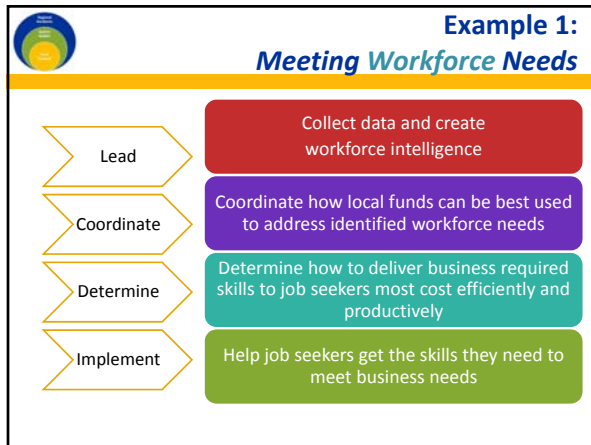 Example 1:
Meeting Workforce Needs
Lead
Collect data and create
workforce intelligence
Coordinate
Coordinate how local funds can be best used
to address identified workforce needs
Determine
Determine how to deliver business required
skills to job seekers most cost efficiently and
productively
Implement
Help job seekers get the skills they need to
meet business needs